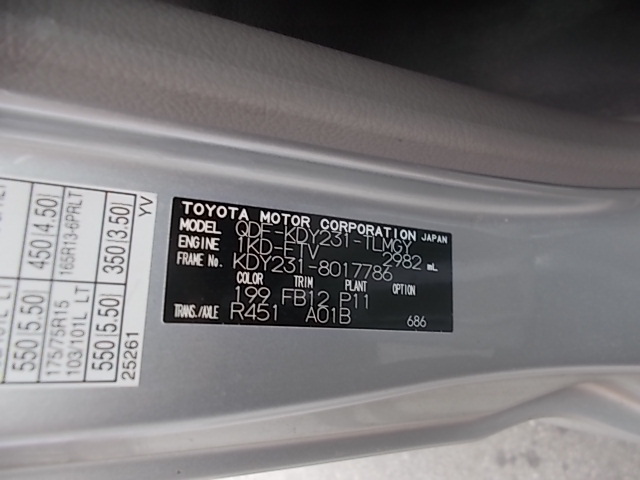 TOYOTA MOTOR CORPORATION JAPAN
MODEL QDF-KDY231-TLMGY
ENGINE 1KD-FTV 2982 mL
FRAME No. KDY231-8017786
COLOR TRIM
199 FB12 P11
TRANS./AXLE R451 A01B 686
450(4.50)
165R13-6PRLT
350(3.50)
YV
550(5.50)
175/75R15
103/101L LT
550(5.50)
25261